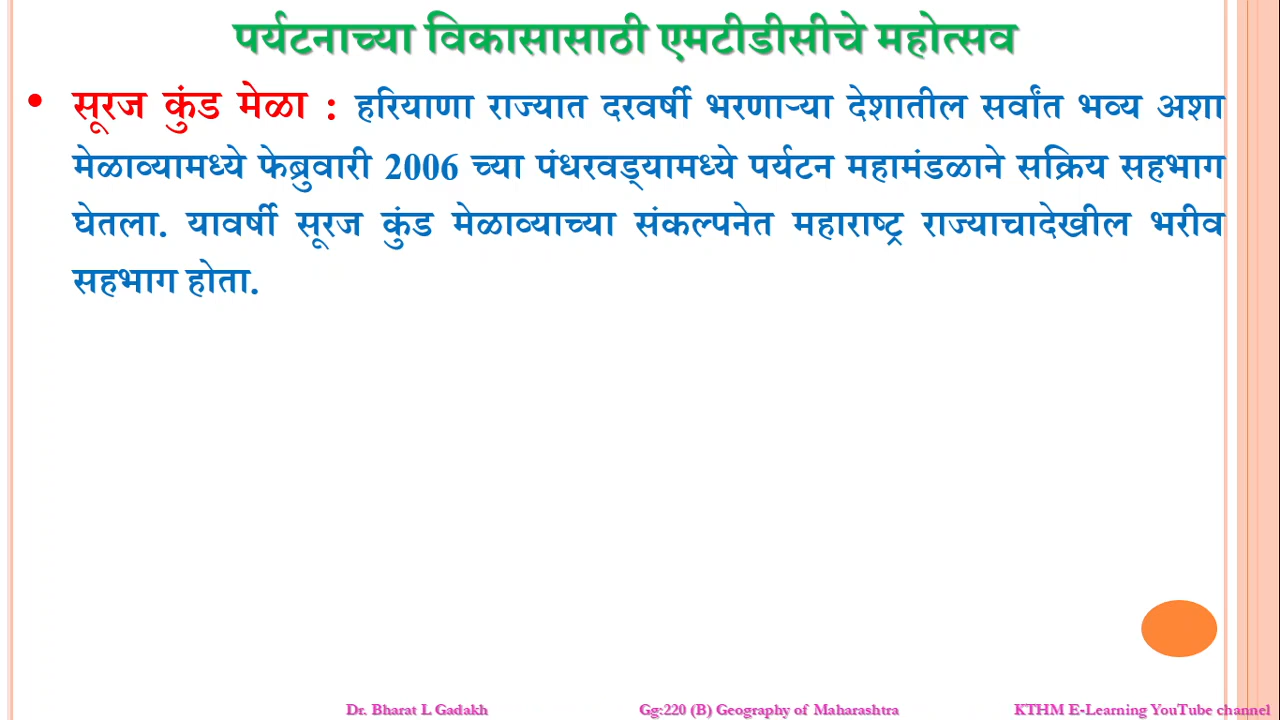 पर्यटनाच्या विकासासाठी एमटीडीसीचे महोत्सव
• सूरज कुंड मेळा : हरियाणा राज्यात दरवर्षी भरणाऱ्या देशातील सर्वांत भव्य अशा
मेळाव्यामध्ये फेब्रुवारी 2006 च्या पंधरवड्यामध्ये पर्यटन महामंडळाने सक्रिय सहभाग
घेतला. यावर्षी सूरज कुंड मेळाव्याच्या संकल्पनेत महाराष्ट्र राज्याचादेखील भरीव
सहभाग होता.
Dr. Bharat L Gadakh Gg:220 (B) Geography of Maharashtra KTHM E-Learning YouTube channel